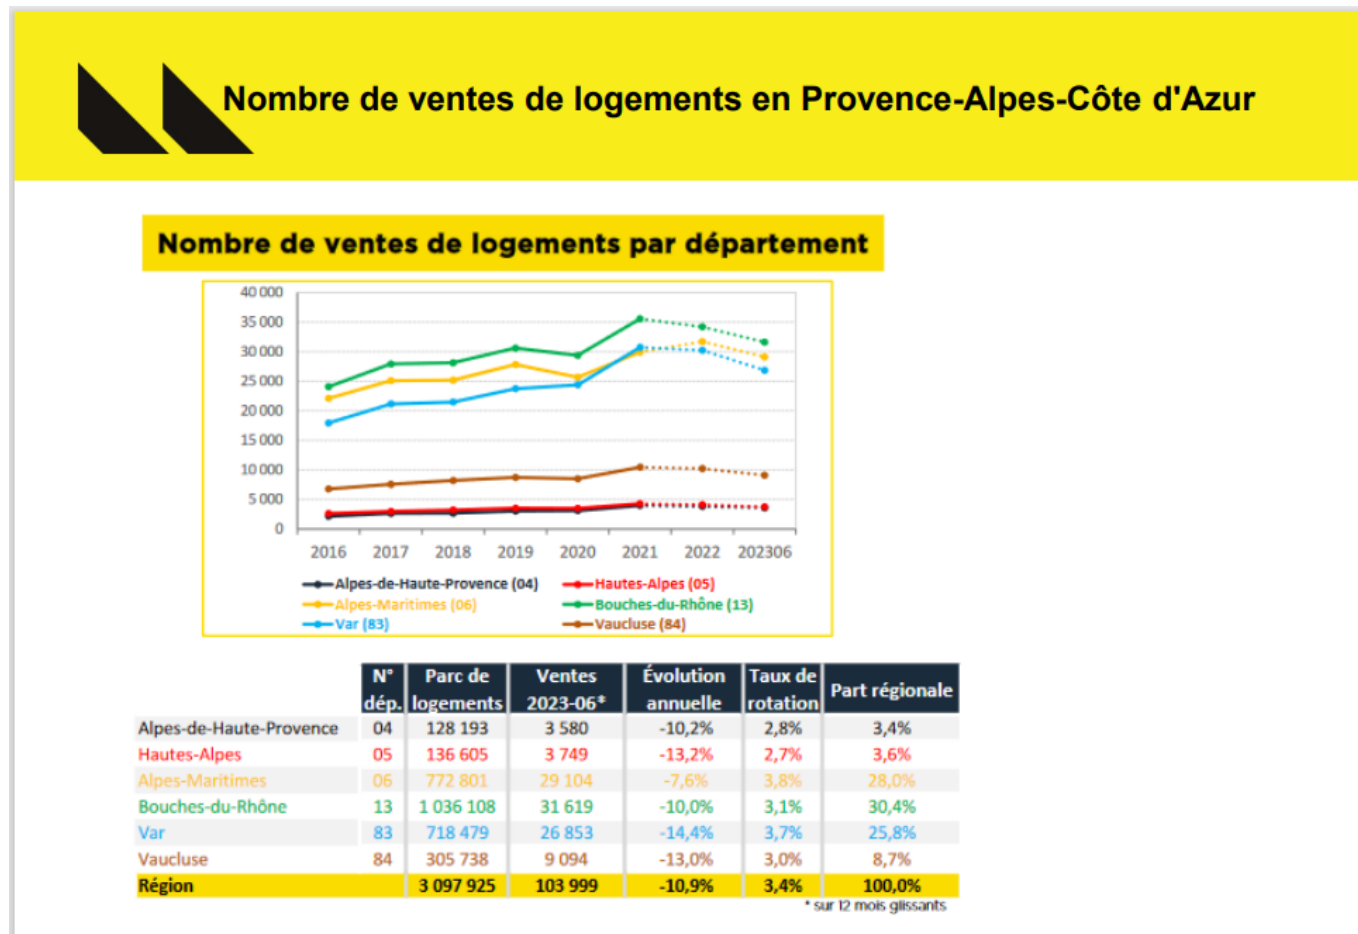 Nombre de ventes de logements en Provence-Alpes-Côte d'Azur
Nombre de ventes de logements par département
40 000
35 000
30 000
25 000
20 000
15 000
10 000
5 000
0
2016 2017 2018 2019 2020 2021 2022 202306
Alpes-de-Haute-Provence (04) Hautes-Alpes (05)
Alpes-Maritimes (06) Bouches-du-Rhône (13)
Var (83) Vaucluse (84)
N° dép. Parc de logements Ventes 2023-06* Évolution annuelle Taux de rotation Part régionale
Alpes-de-Haute-Provence 04 128 193 3 580 -10,2% 2,8% 3,4%
Hautes-Alpes 05 136 605 3 749 -13,2% 2,7% 3,6%
Alpes-Maritimes 06 772 801 29 104 -7,6% 3,8% 28,0%
Bouches-du-Rhône 13 1 036 108 31 619 -10,0% 3,1% 30,4%
Var 83 718 479 26 853 -14,4% 3,7% 25,8%
Vaucluse 84 305 738 9 094 -13,0% 3,0% 8,7%
Région 3 097 925 103 999 -10,9% 3,4% 100,0%
* sur 12 mois glissants